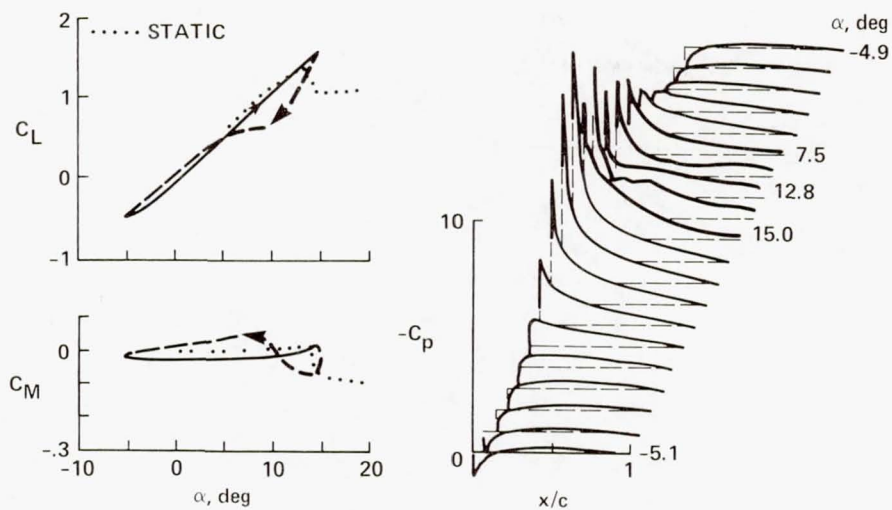 2
..... STATIC
1
C_L
0
-1
0
C_M
-.3
-10
0
10
20
α, deg
α, deg
-4.9
7.5
12.8
15.0
10
-C_p
0
-5.1
1
x/c